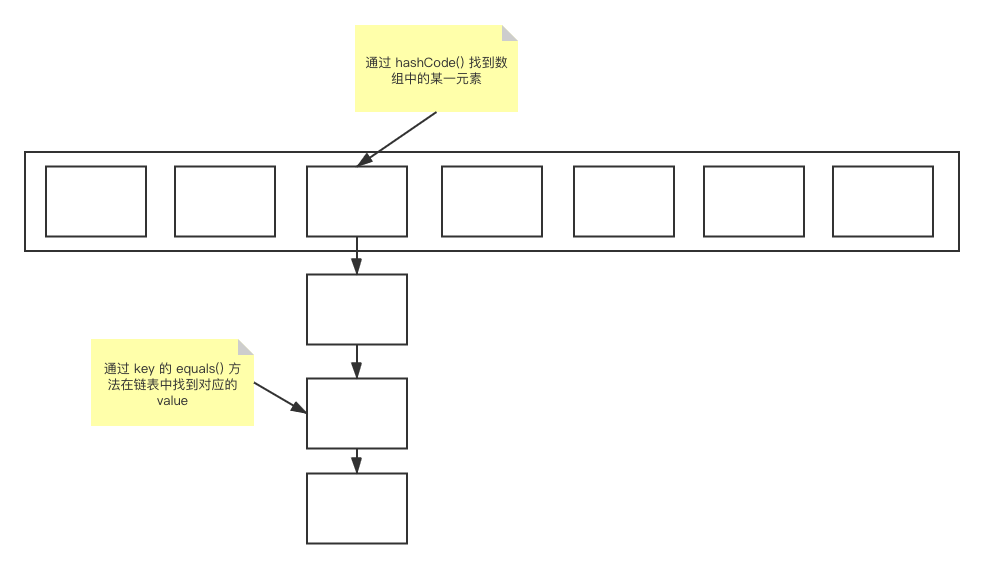 通过 hashCode() 找到数
组中的某一元素
通过 key 的 equals() 方
法在链表中找到对应的
value